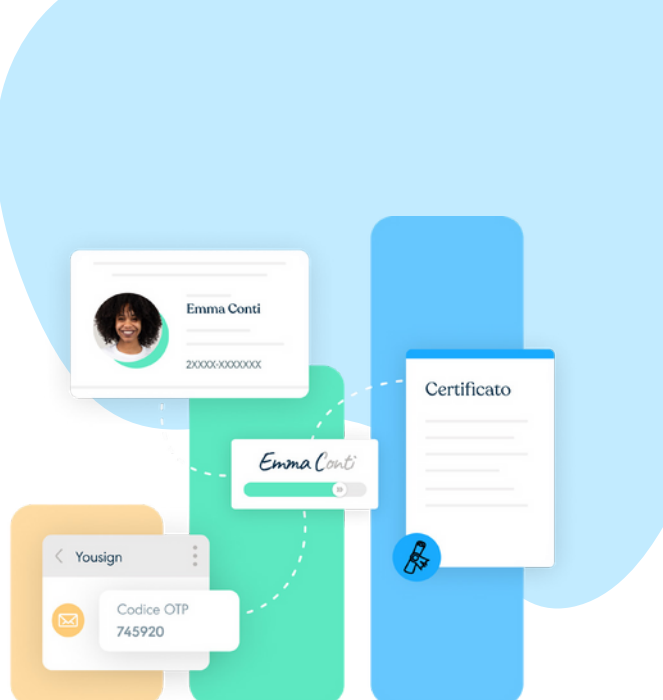 Emma Conti
2XXXX-XXXXXXX
Certificato
Emma Conti
Yousign
Codice OTP
745920